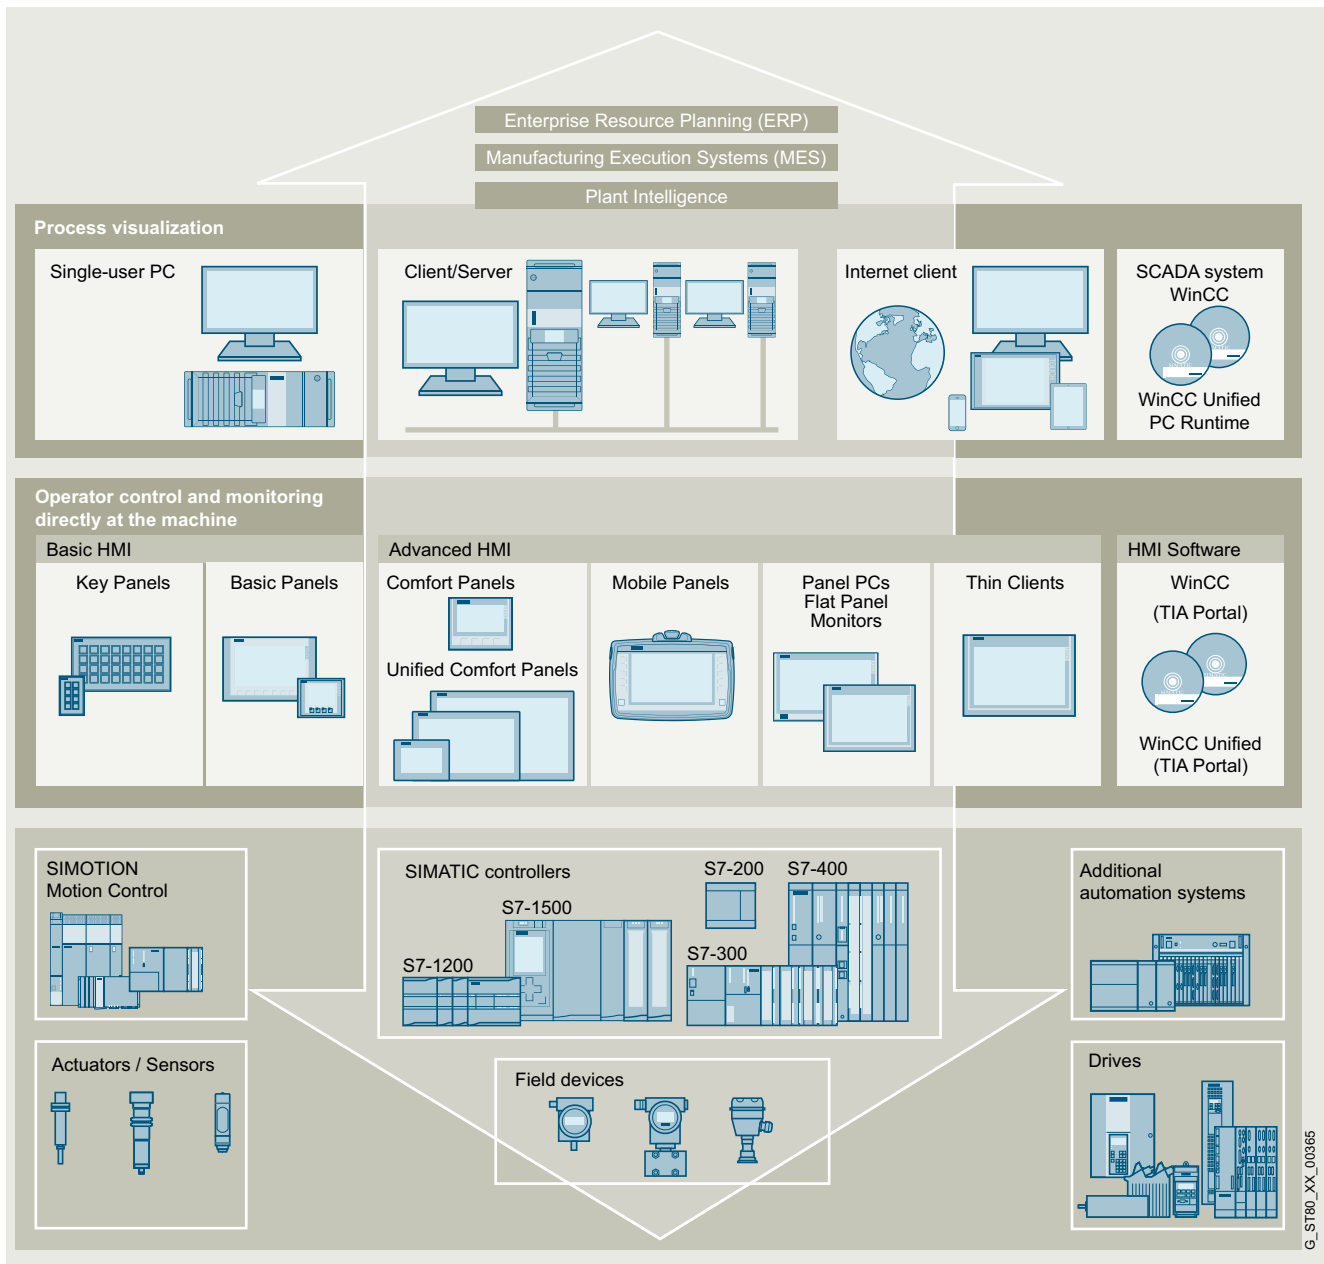 Enterprise Resource Planning (ERP)
Manufacturing Execution Systems (MES)
Plant Intelligence
Process visualization
Single-user PC
Client/Server
Internet client
SCADA system
WinCC
WinCC Unified
PC Runtime
Operator control and monitoring
directly at the machine
Basic HMI
Key Panels
Basic Panels
Advanced HMI
Comfort Panels
Unified Comfort Panels
Mobile Panels
Panel PCs
Flat Panel
Monitors
Thin Clients
HMI Software
WinCC
(TIA Portal)
WinCC Unified
(TIA Portal)
SIMOTION
Motion Control
SIMATIC controllers
S7-1500
S7-1200
S7-200
S7-400
S7-300
Additional
automation systems
Actuators / Sensors
Field devices
Drives
G_ST80_XX_00365